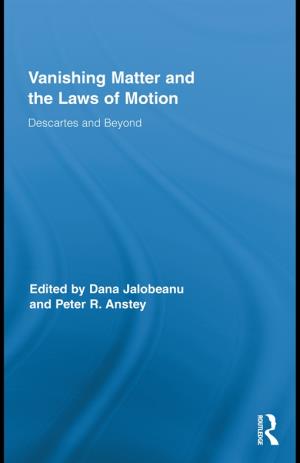 Vanishing Matter and
the Laws of Motion
Descartes and Beyond
Edited by Dana Jalobeanu
and Peter R. Anstey
ROUTLEDGE